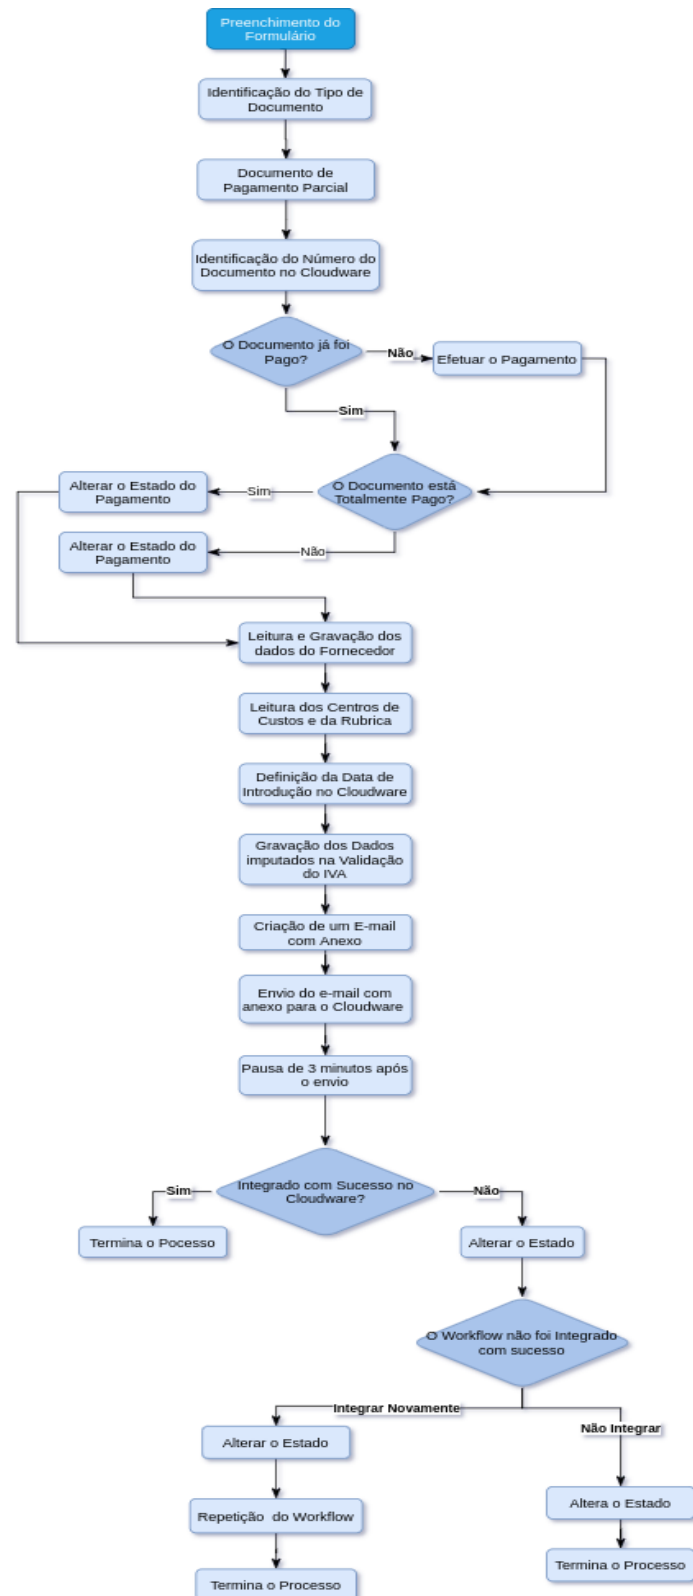 Preenchimento do
Formulário
Identificação do Tipo de
Documento
Documento de
Pagamento Parcial
Identificação do Número do
Documento no Cloudware
O Documento já foi
Pago?
Não
Efetuar o Pagamento
Sim
O Documento está
Totalmente Pago?
Sim
Alterar o Estado do
Pagamento
Não
Alterar o Estado do
Pagamento
Leitura e Gravação dos
dados do Fornecedor
Leitura dos Centros de
Custos e da Rubrica
Definição da Data de
Introdução no Cloudware
Gravação dos Dados
imputados na Validação
do IVA
Criação de um E-mail
com Anexo
Envio do e-mail com
anexo para o Cloudware
Pausa de 3 minutos após
o envio
Integrado com Sucesso no
Cloudware?
Sim
Não
Termina o Pocesso
Alterar o Estado
O Workflow não foi Integrado
com sucesso
Integrar Novamente
Não Integrar
Alterar o Estado
Altera o Estado
Repetição do Workflow
Termina o Processo
Termina o Processo